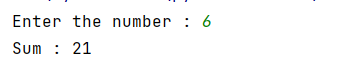 Enter the number : 6
Sum : 21